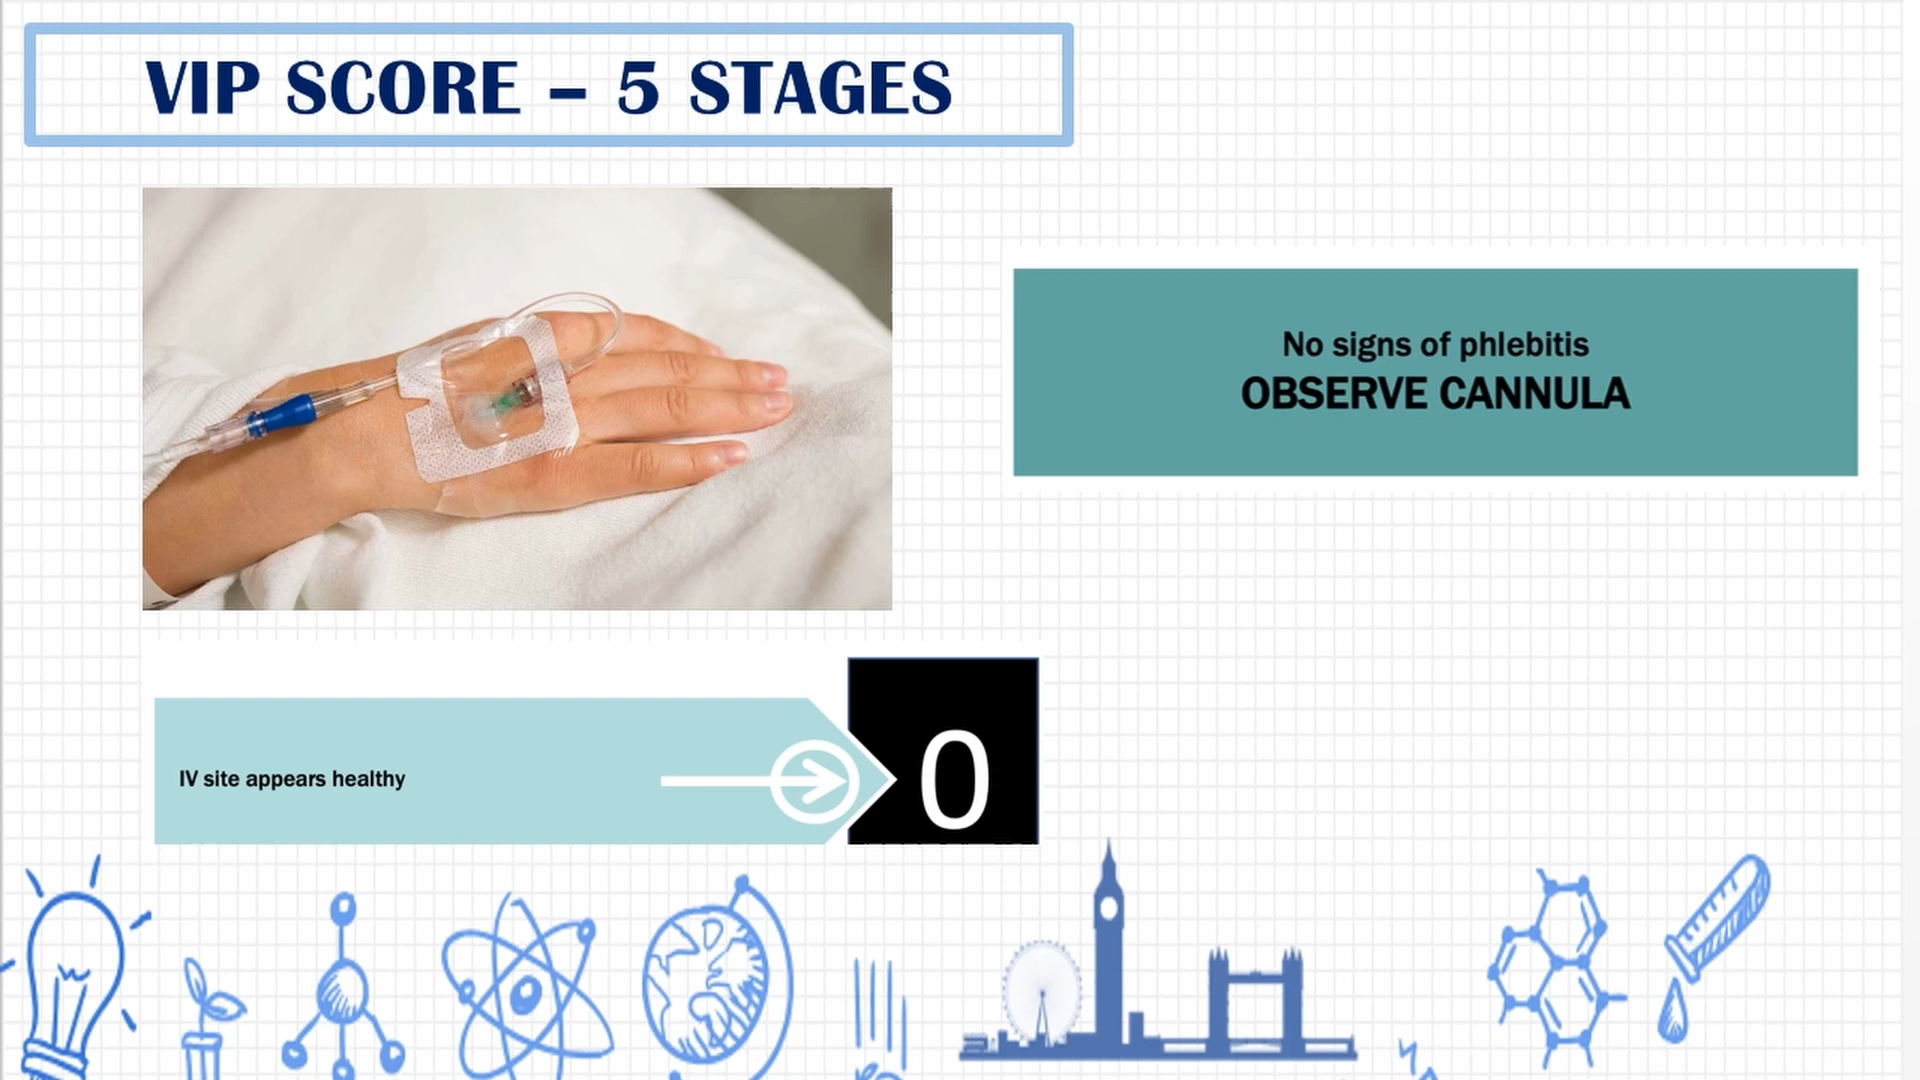 VIP SCORE – 5 STAGES
No signs of phlebitis
OBSERVE CANNULA
IV site appears healthy
0